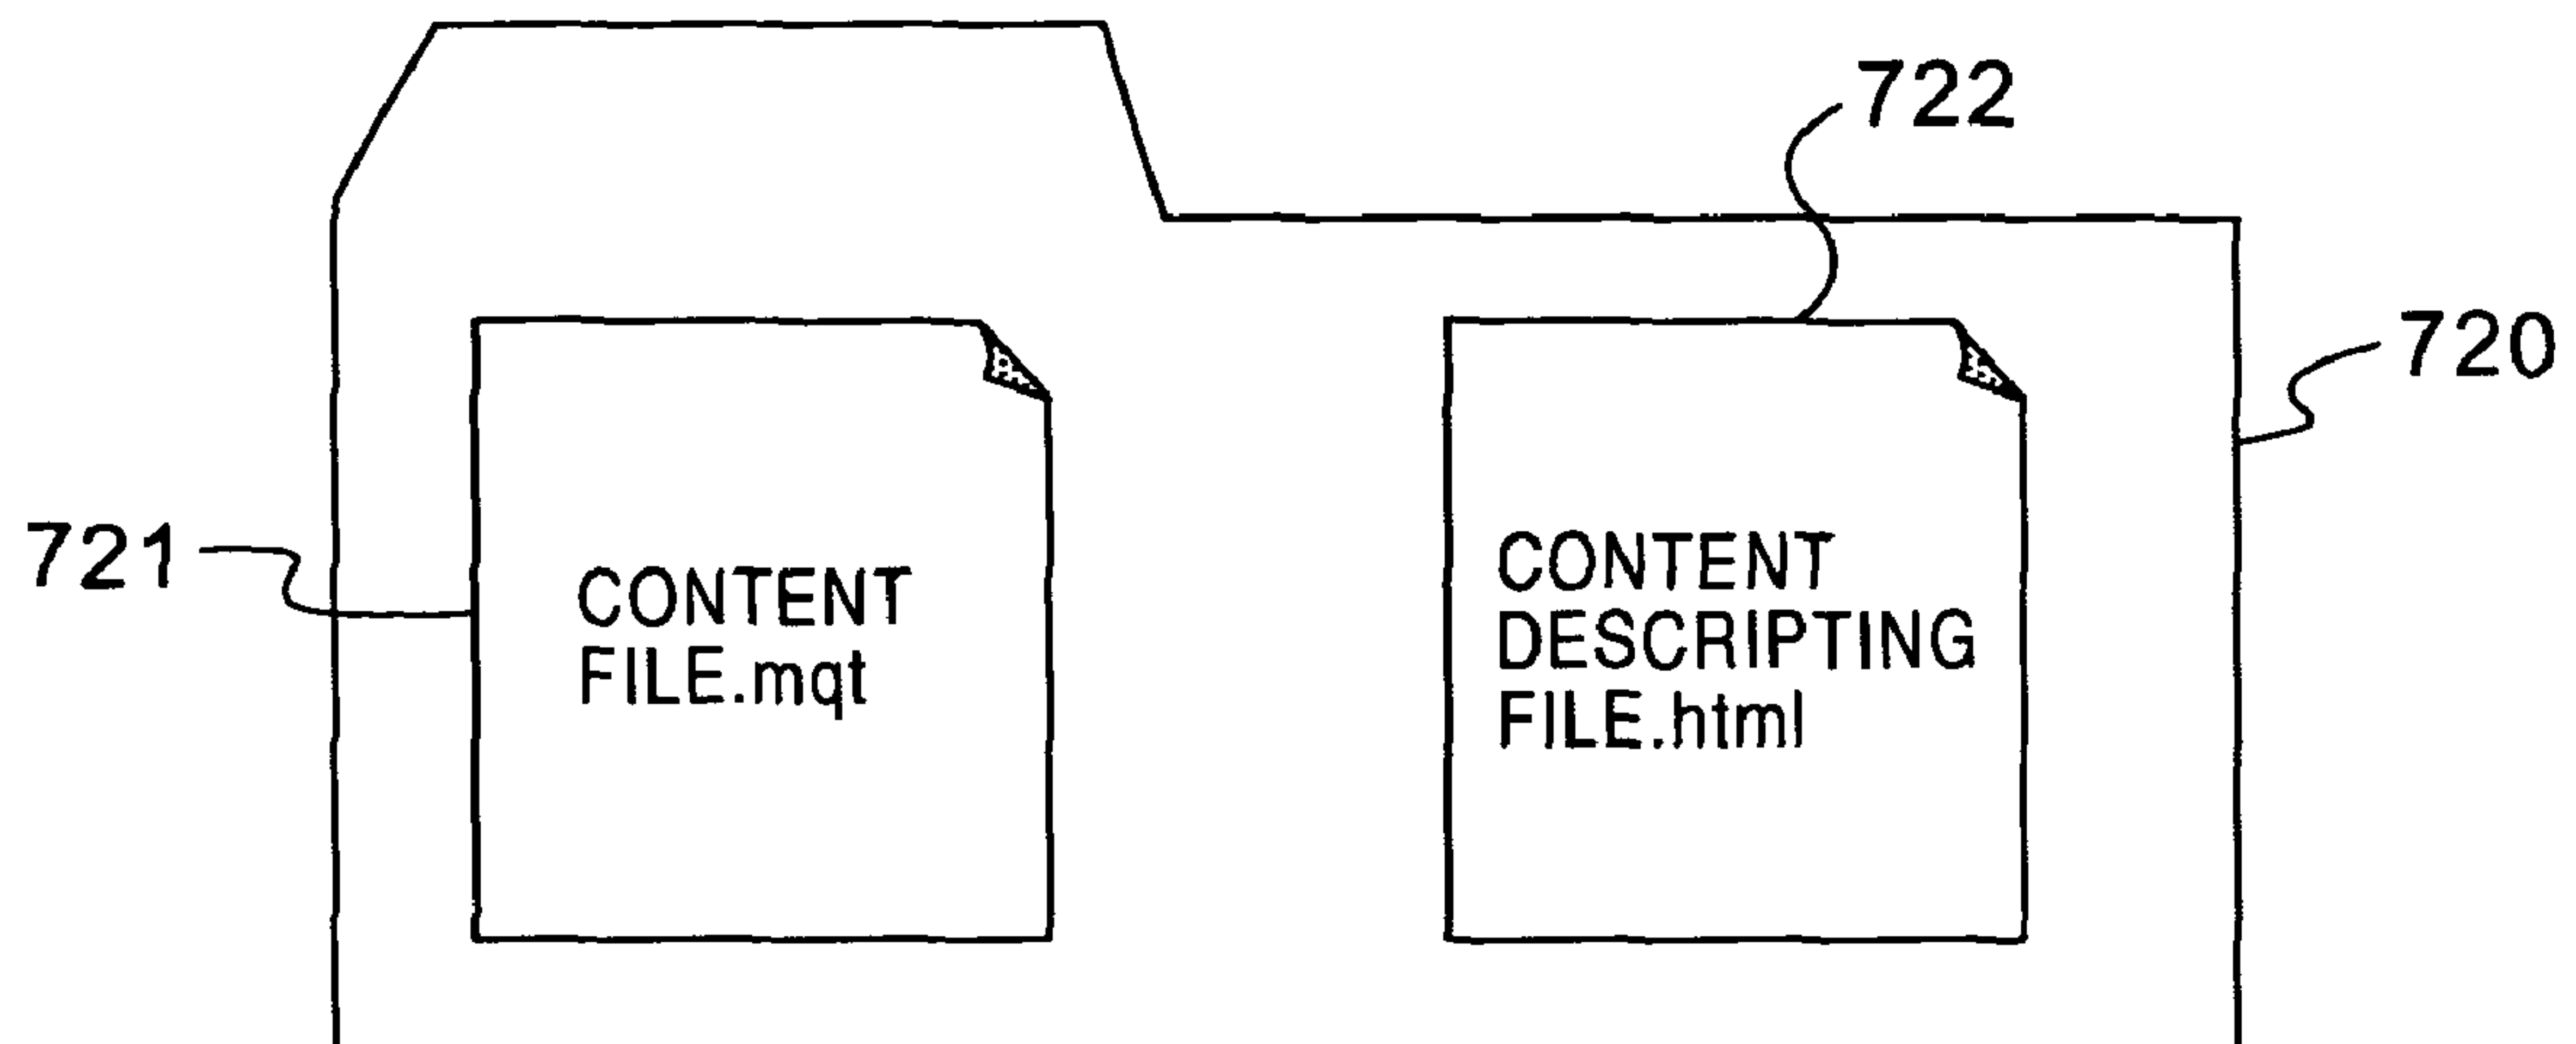 722
720
721
CONTENT
FILE.mqt
CONTENT
DESCRIPTING
FILE.html